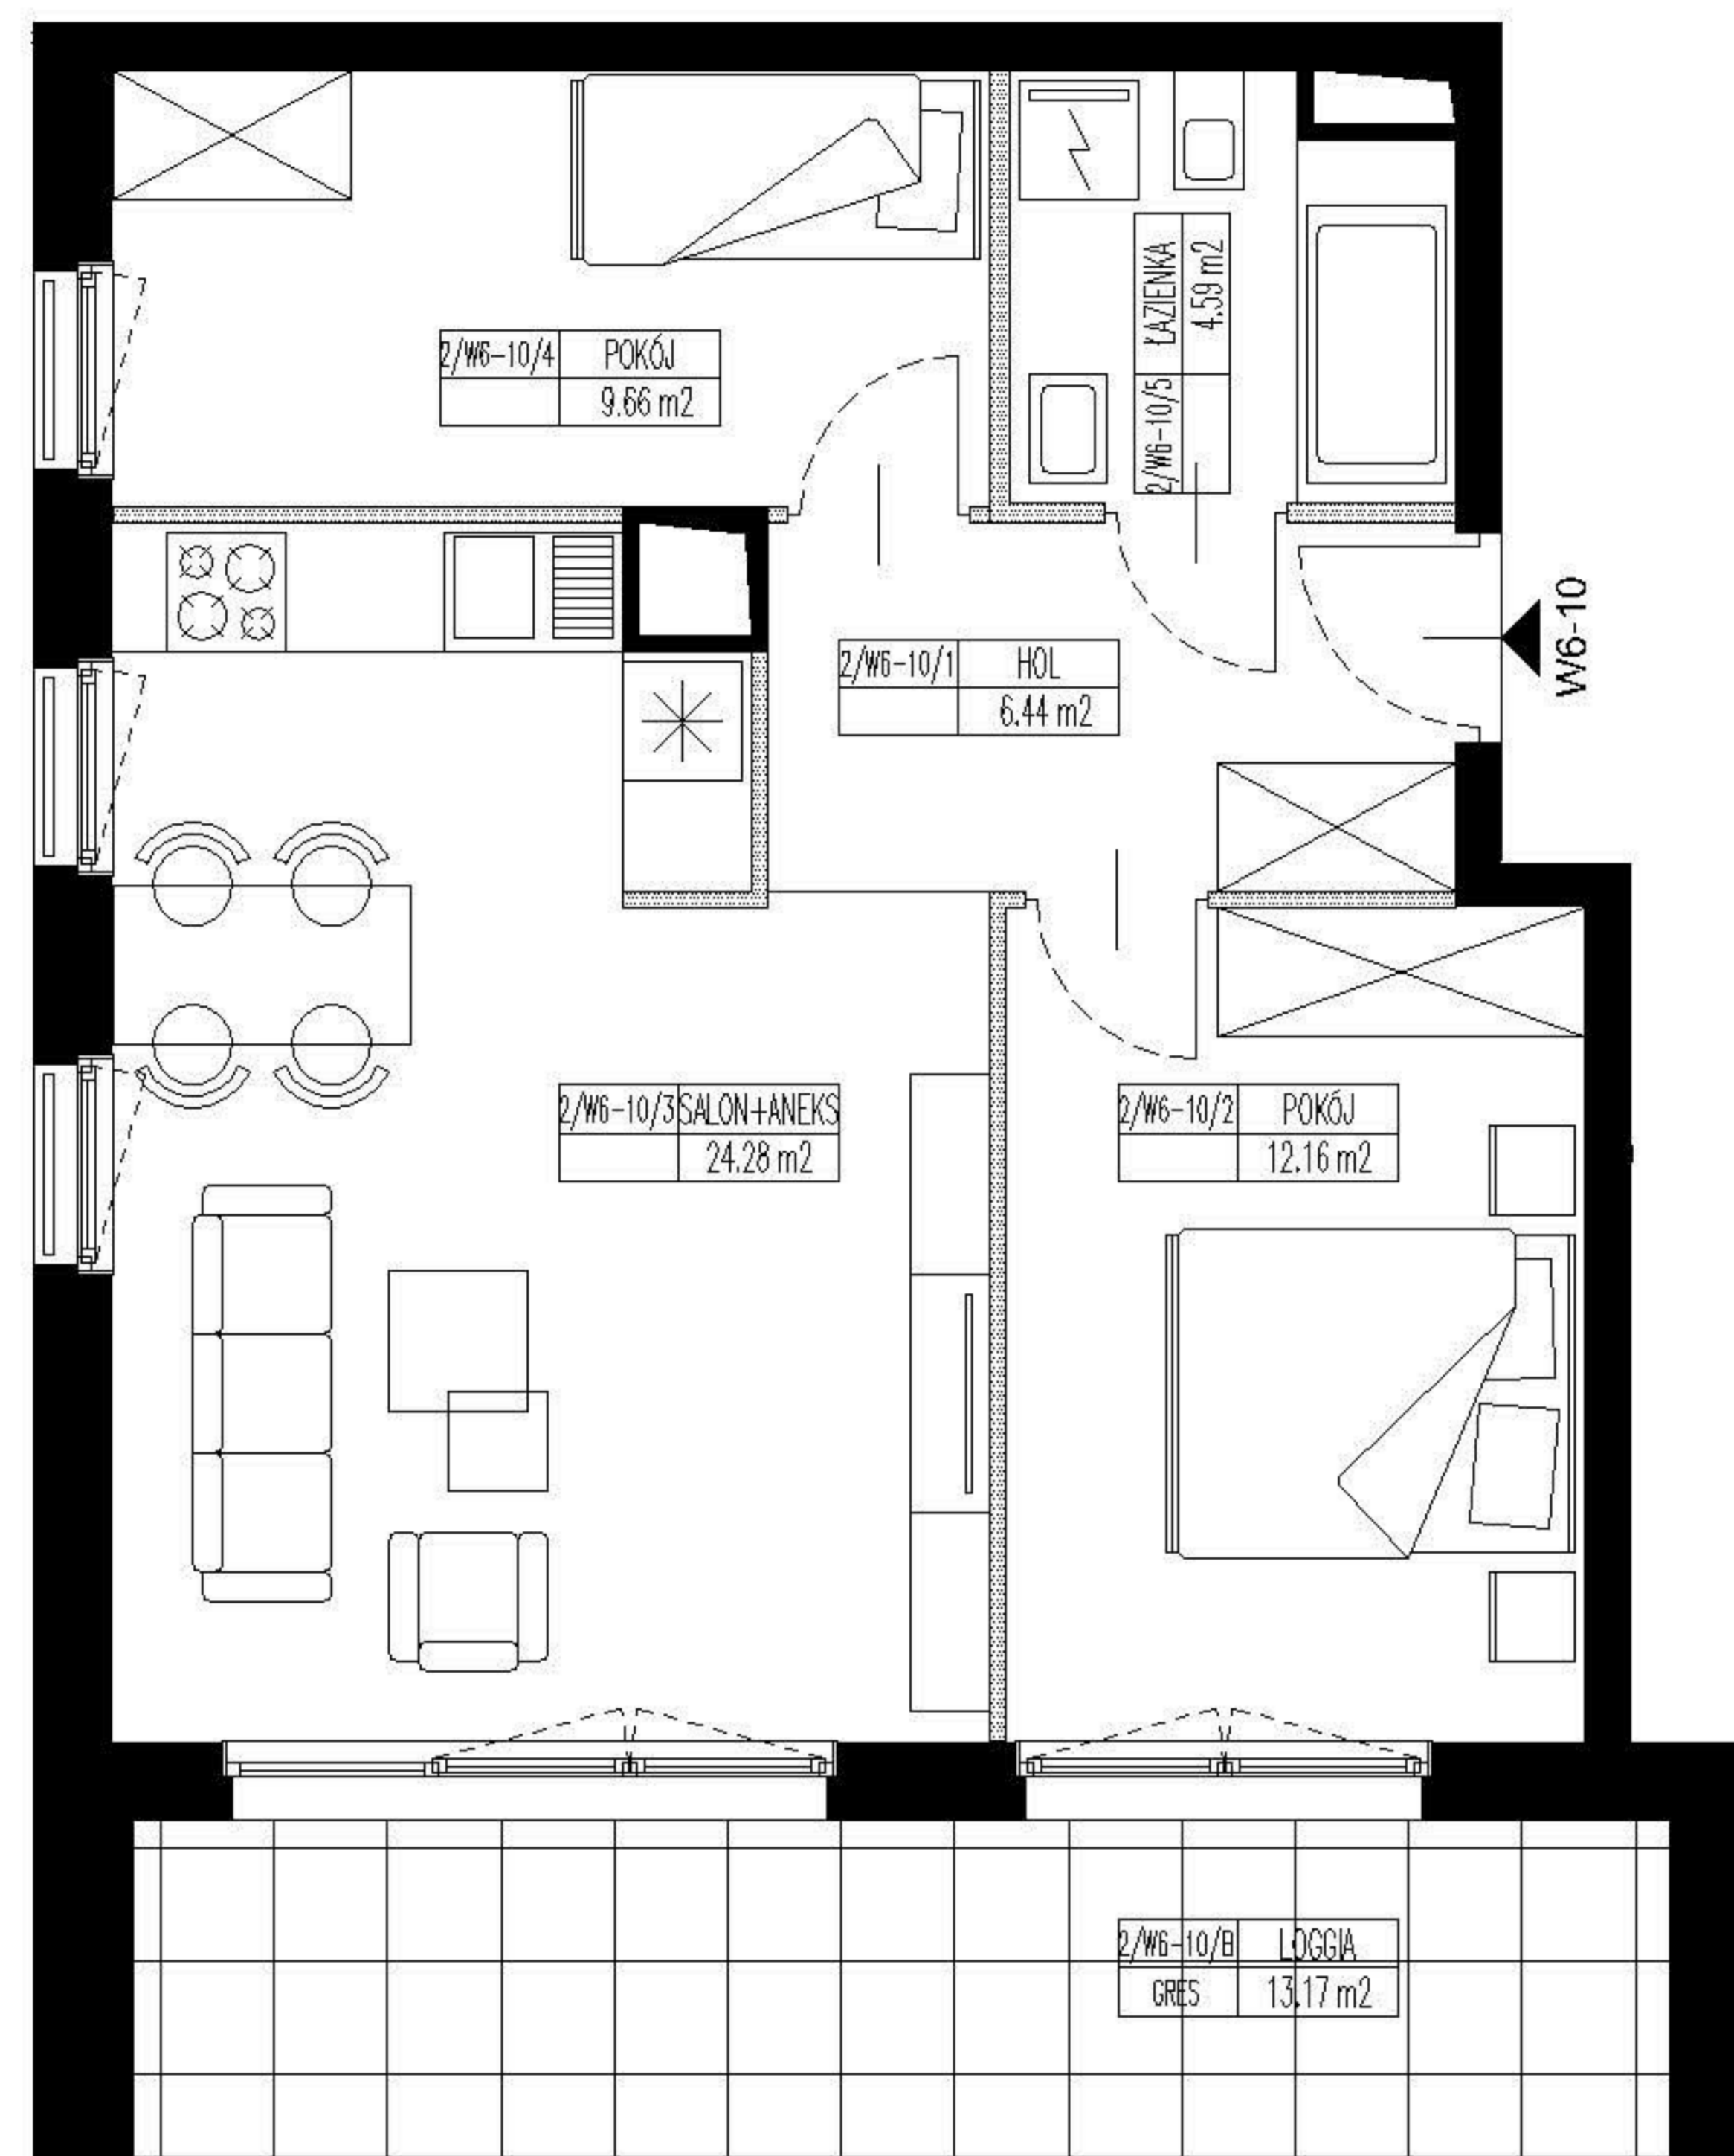 2/W6-10/4 POKÓJ
9.66 m2
2/W6-10/5 ŁAZIENKA
4.59 m2
W6-10
2/W6-10/1 HOL
6.44 m2
2/W6-10/3 SALON+ANEKS
24.28 m2
2/W6-10/2 POKÓJ
12.16 m2
2/W6-10/B LOGGIA
GRES 13.17 m2